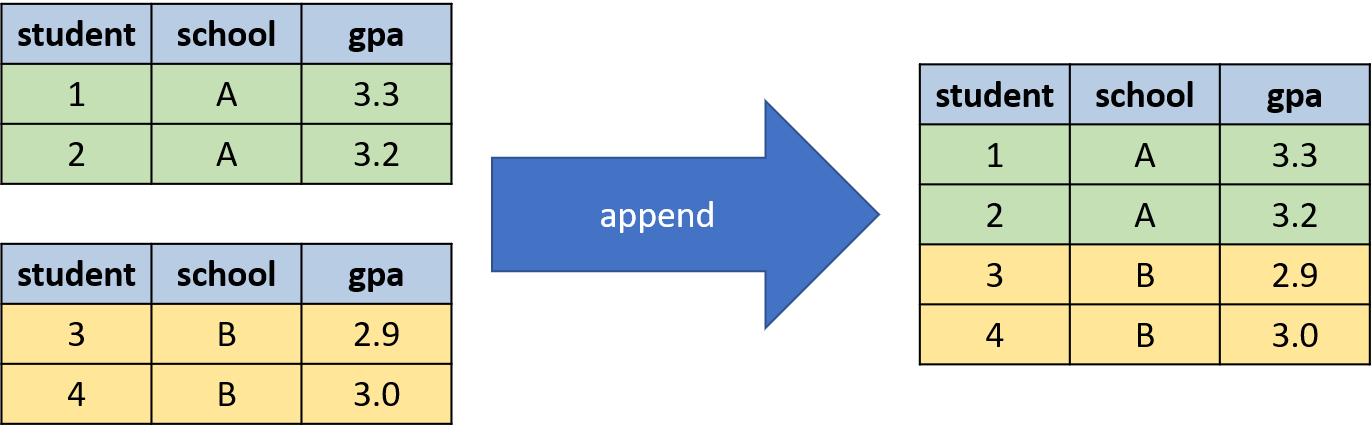 student school gpa
1 A 3.3
2 A 3.2
student school gpa
3 B 2.9
4 B 3.0
append
student school gpa
1 A 3.3
2 A 3.2
3 B 2.9
4 B 3.0